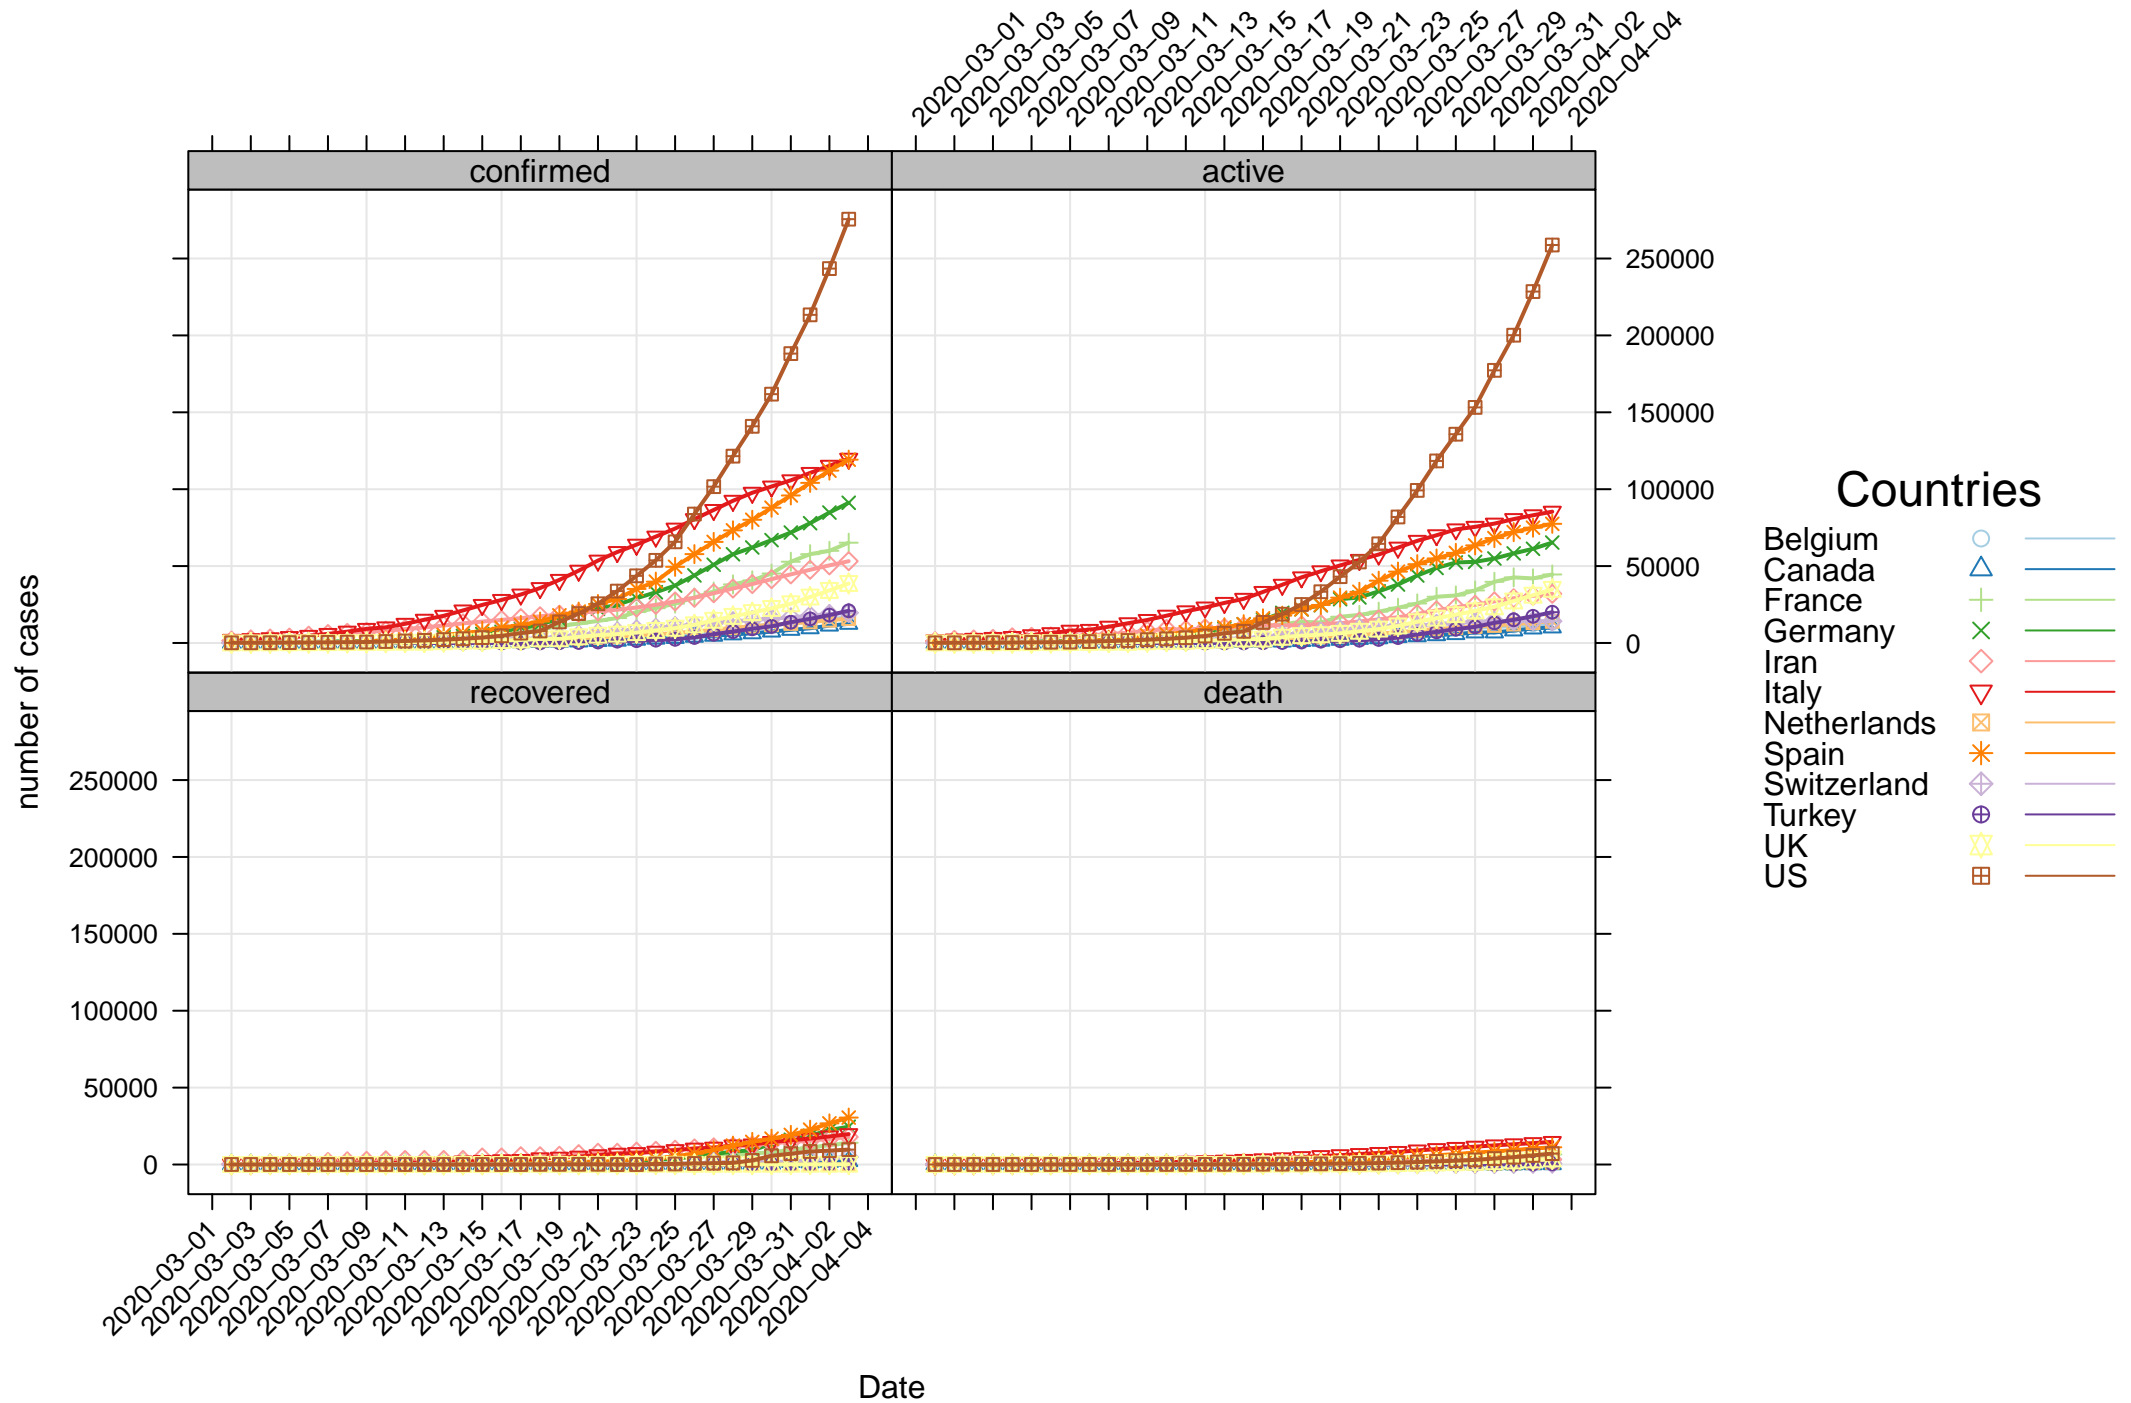 2020−03−01
2020−03−03
2020−03−05
2020−03−07
2020−03−09
2020−03−11
2020−03−13
2020−03−15
2020−03−17
2020−03−19
2020−03−21
2020−03−23
2020−03−25
2020−03−27
2020−03−29
2020−03−31
2020−04−02
2020−04−04
confirmed
active
250000
200000
150000
100000
50000
0
number of cases
recovered
death
250000
200000
150000
100000
50000
0
2020−03−01
2020−03−03
2020−03−05
2020−03−07
2020−03−09
2020−03−11
2020−03−13
2020−03−15
2020−03−17
2020−03−19
2020−03−21
2020−03−23
2020−03−25
2020−03−27
2020−03−29
2020−03−31
2020−04−02
2020−04−04
Date
Countries
Belgium
Canada
France
Germany
Iran
Italy
Netherlands
Spain
Switzerland
Turkey
UK
US